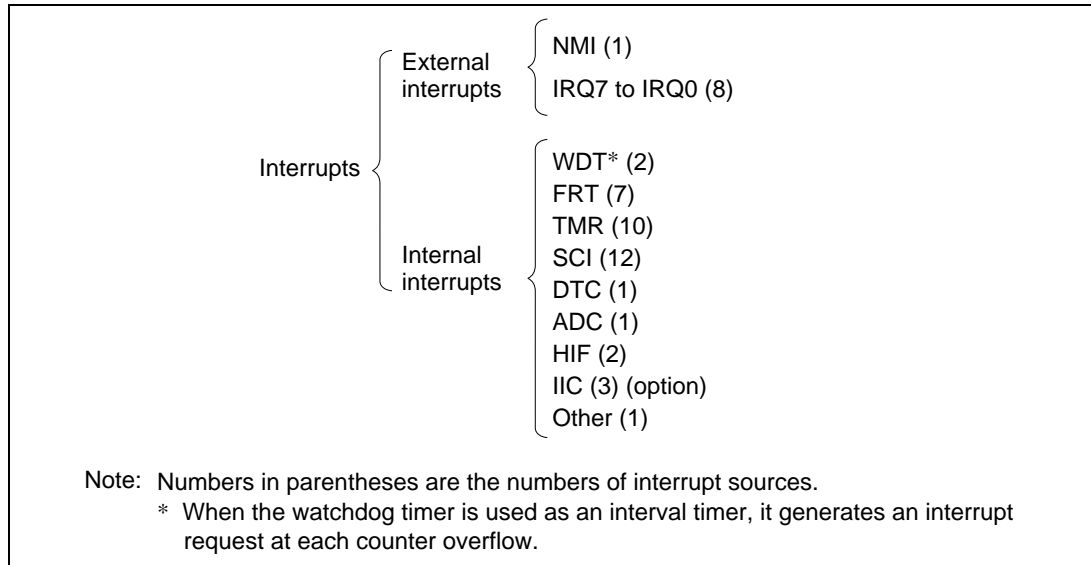 Interrupts
External
interrupts
NMI (1)
IRQ7 to IRQ0 (8)
Internal
interrupts
WDT* (2)
FRT (7)
TMR (10)
SCI (12)
DTC (1)
ADC (1)
HIF (2)
IIC (3) (option)
Other (1)
Note: Numbers in parentheses are the numbers of interrupt sources.
* When the watchdog timer is used as an interval timer, it generates an interrupt
request at each counter overflow.